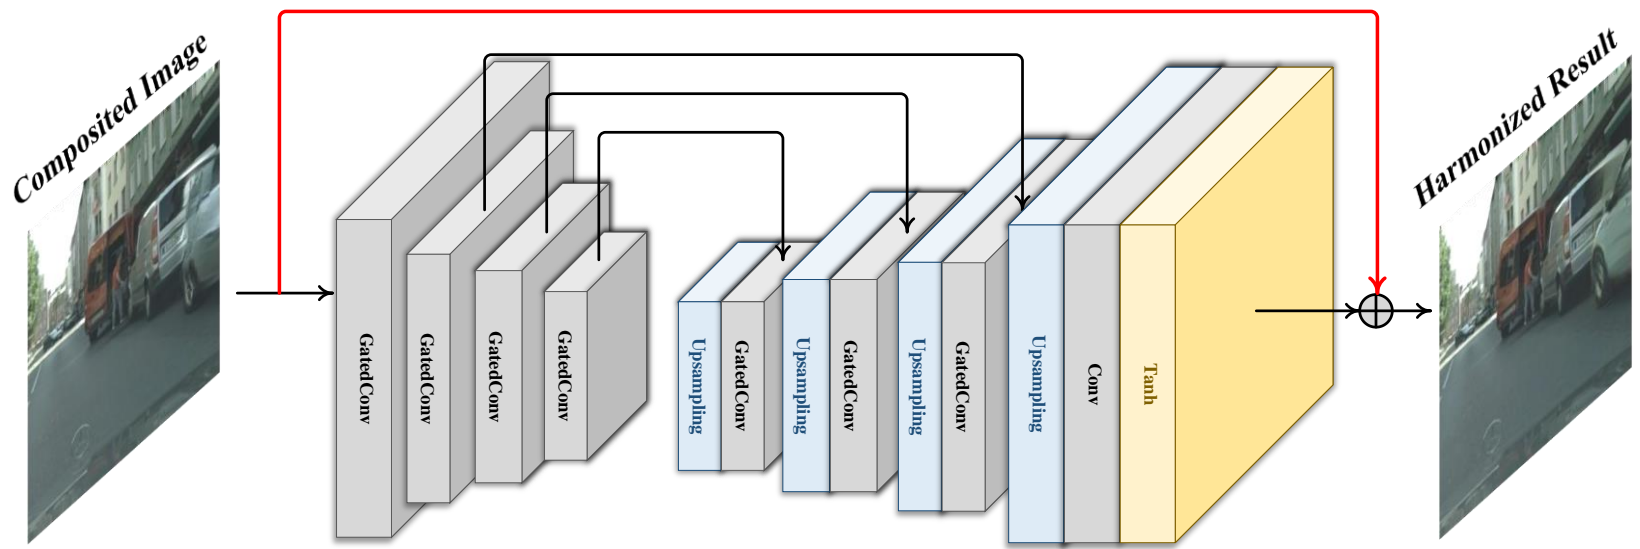 Composited Image
GatedConv
GatedConv
GatedConv
GatedConv
Upsampling
GatedConv
Upsampling
GatedConv
Upsampling
GatedConv
Upsampling
Conv
Tanh
Harmonized Result